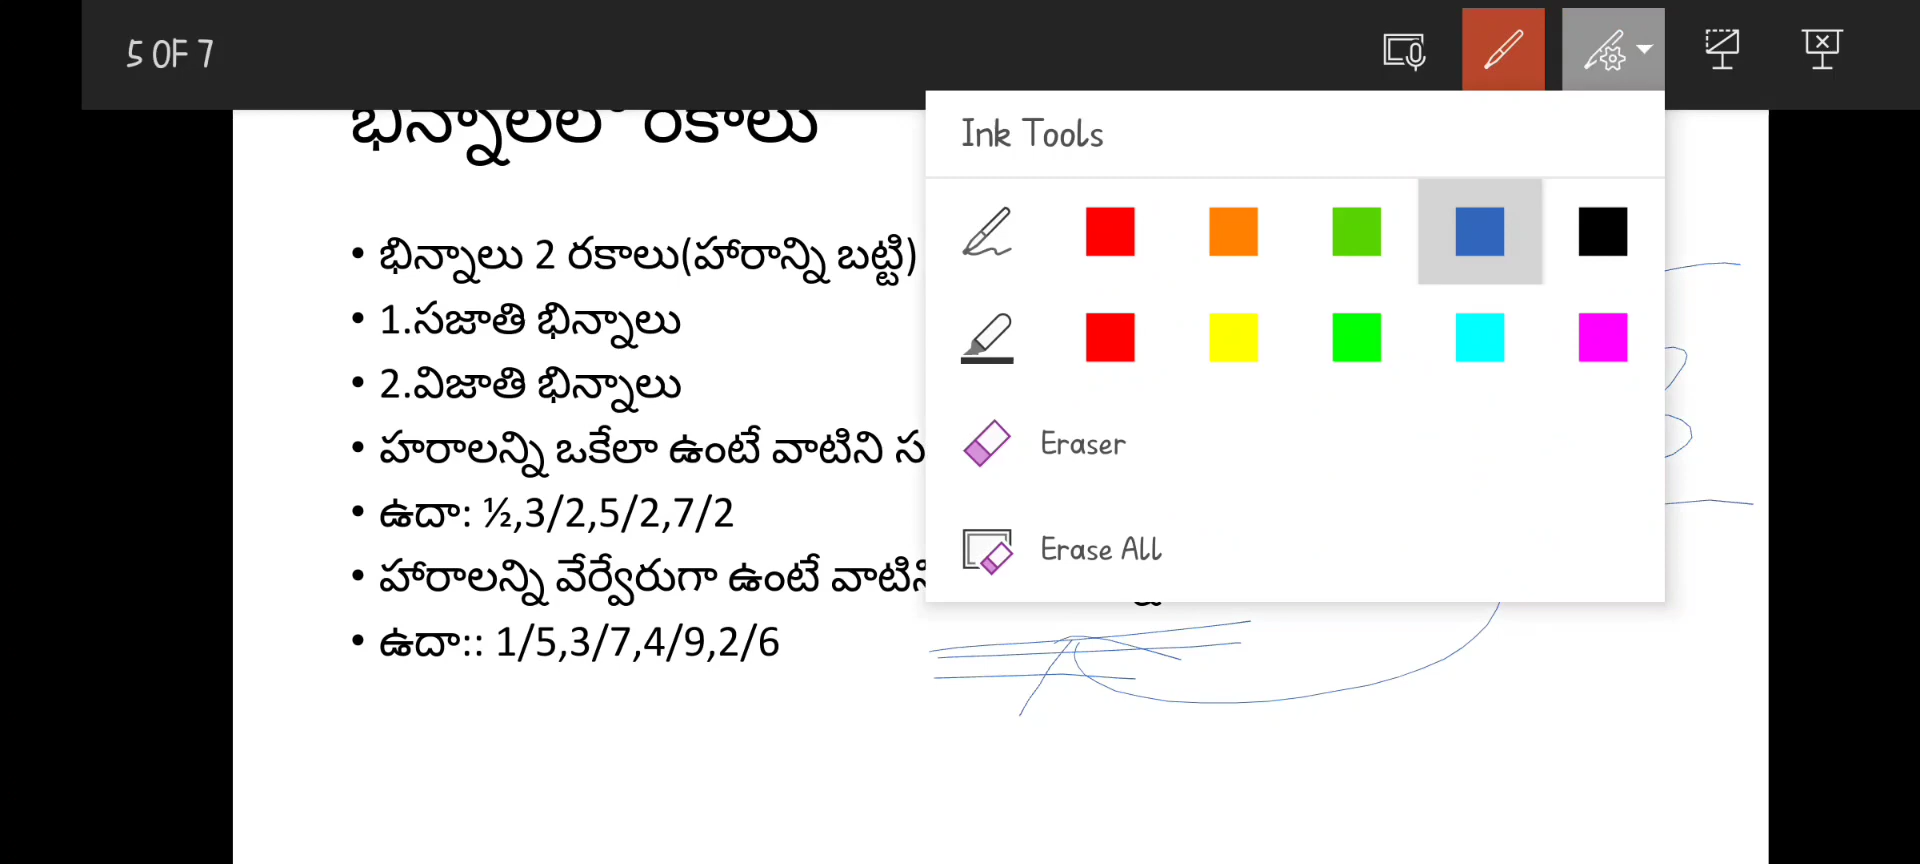 5 OF 7
భిన్నాలలో రకాలు
Ink Tools
• భిన్నాలు 2 రకాలు(హారాన్ని బట్టి)
• 1.సజాతి భిన్నాలు
• 2.విజాతి భిన్నాలు
• హరాలన్ని ఒకేలా ఉంటే వాటిని స
• ఉదా: ½,3/2,5/2,7/2
• హారాలన్ని వేర్వేరుగా ఉంటే
• ఉదా:: 1/5,3/7,4/9,2/6
Eraser
Erase All